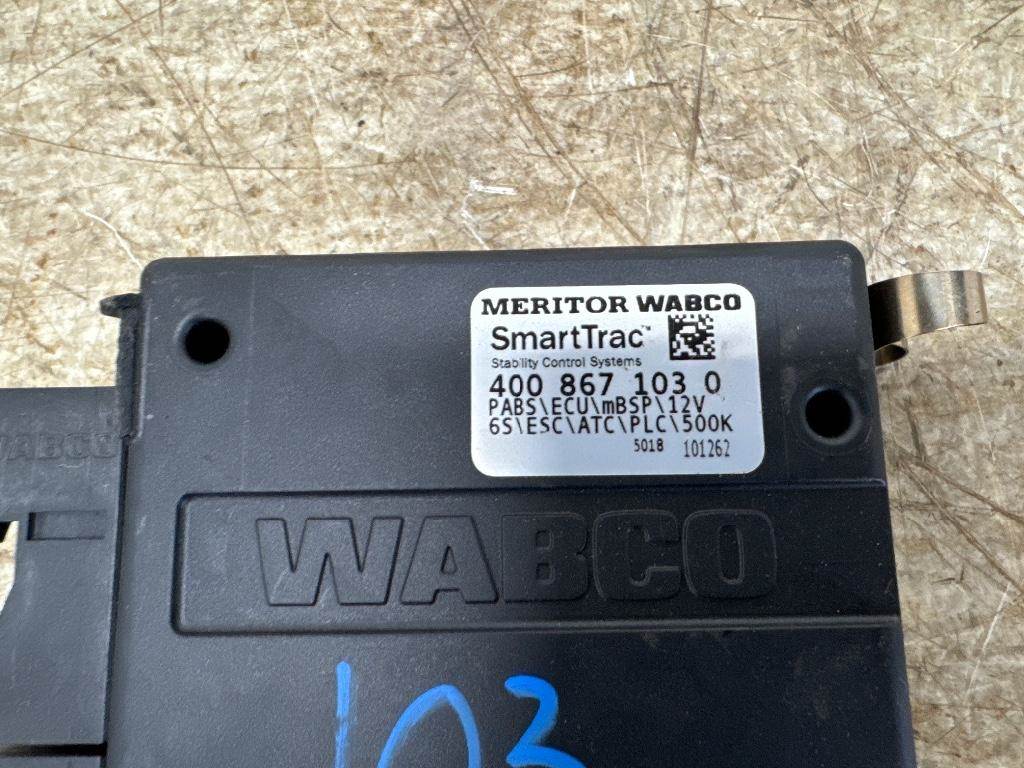 MERITOR WABCO
SmartTrac™
Stability Control Systems
400 867 103 0
PABS\ECU\mBSP\12V
6S\ESC\ATC\PLC\500K
5018 101262
WABCO
WABCO
103